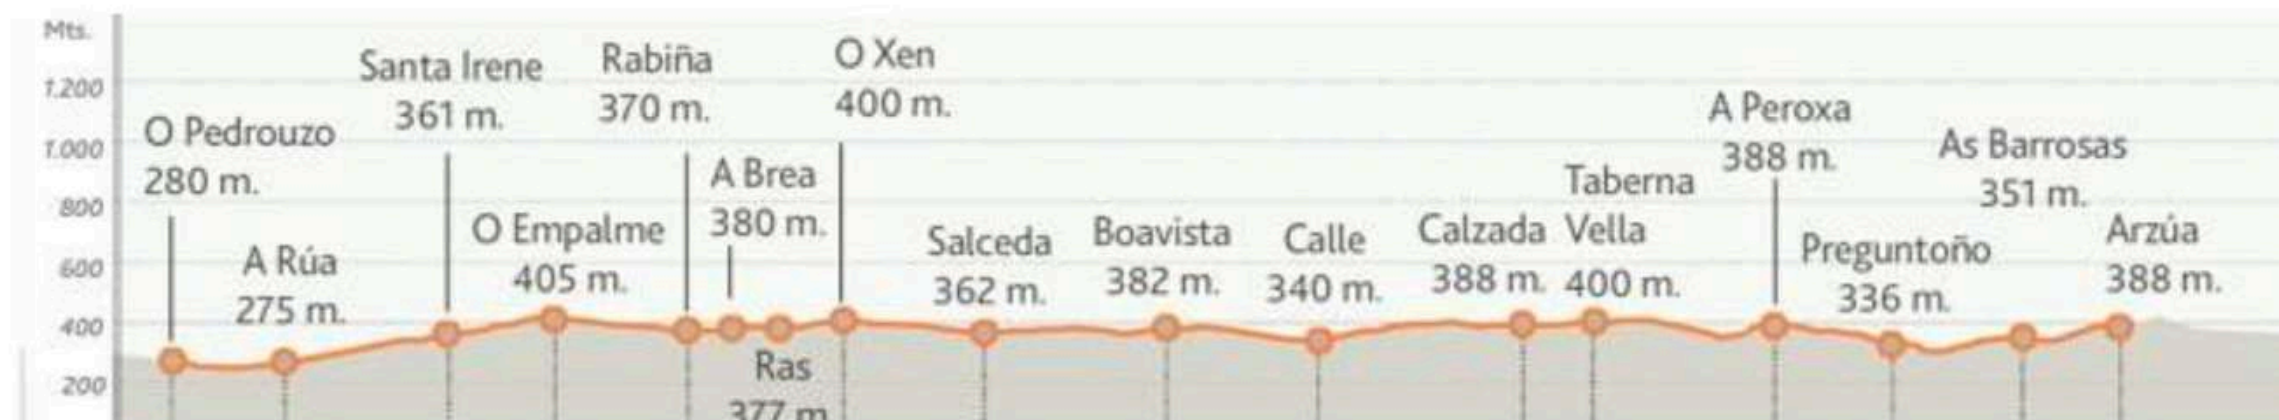 Mts.
1.200
1.000
800
600
400
200
O Pedrouzo
280 m.
A Rúa
275 m.
Santa Irene
361 m.
O Empalme
405 m.
Rabiña
370 m.
A Brea
380 m.
Ras
377 m
O Xen
400 m.
Salceda
362 m.
Boavista
382 m.
Calle
340 m.
Calzada
388 m.
Taberna
Vella
400 m.
A Peroxa
388 m.
Preguntoño
336 m.
As Barrosas
351 m.
Arzúa
388 m.